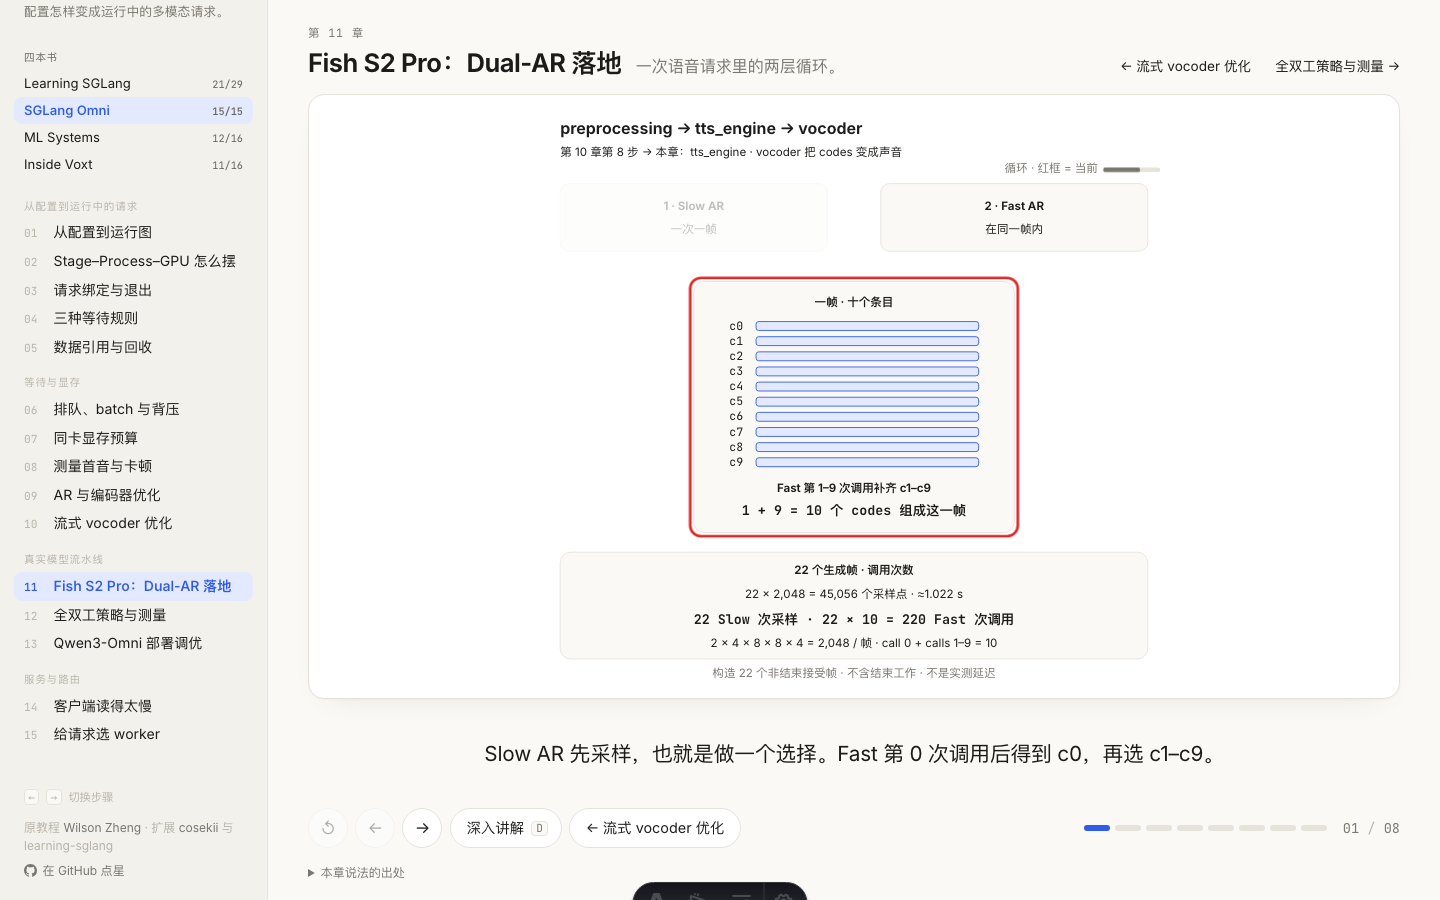 配置怎样变成运行中的多模态请求。
四本书
Learning SGLang 21/29
SGLang Omni 15/15
ML Systems 12/16
Inside Voxt 11/16
从配置到运行中的请求
01 从配置到运行图
02 Stage–Process–GPU 怎么摆
03 请求绑定与退出
04 三种等待规则
05 数据引用与回收
等待与显存
06 排队、batch 与背压
07 同卡显存预算
08 测量首音与卡顿
09 AR 与编码器优化
10 流式 vocoder 优化
真实模型流水线
11 Fish S2 Pro：Dual-AR 落地
12 全双工策略与测量
13 Qwen3-Omni 部署调优
服务与路由
14 客户端读得太慢
15 给请求选 worker
← → 切换步骤
原教程 Wilson Zheng · 扩展 cosekii 与
learning-sglang
在 GitHub 点星
第 11 章
Fish S2 Pro：Dual-AR 落地 一次语音请求里的两层循环。
← 流式 vocoder 优化 全双工策略与测量 →
preprocessing → tts_engine → vocoder
第 10 章第 8 步 → 本章：tts_engine · vocoder 把 codes 变成声音
循环 · 红框 = 当前
1 · Slow AR
一次一帧
2 · Fast AR
在同一帧内
一帧 · 十个条目
c0
c1
c2
c3
c4
c5
c6
c7
c8
c9
Fast 第 1–9 次调用补齐 c1–c9
1 + 9 = 10 个 codes 组成这一帧
22 个生成帧 · 调用次数
22 × 2,048 = 45,056 个采样点 · ≈1.022 s
22 Slow 次采样 · 22 × 10 = 220 Fast 次调用
2 × 4 × 8 × 8 × 4 = 2,048 / 帧 · call 0 + calls 1–9 = 10
构造 22 个非结束接受帧 · 不含结束工作 · 不是实测延迟
Slow AR 先采样，也就是做一个选择。Fast 第 0 次调用后得到 c0，再选 c1–c9。
← → 深入讲解 D ← 流式 vocoder 优化
01 / 08
▶ 本章说法的出处